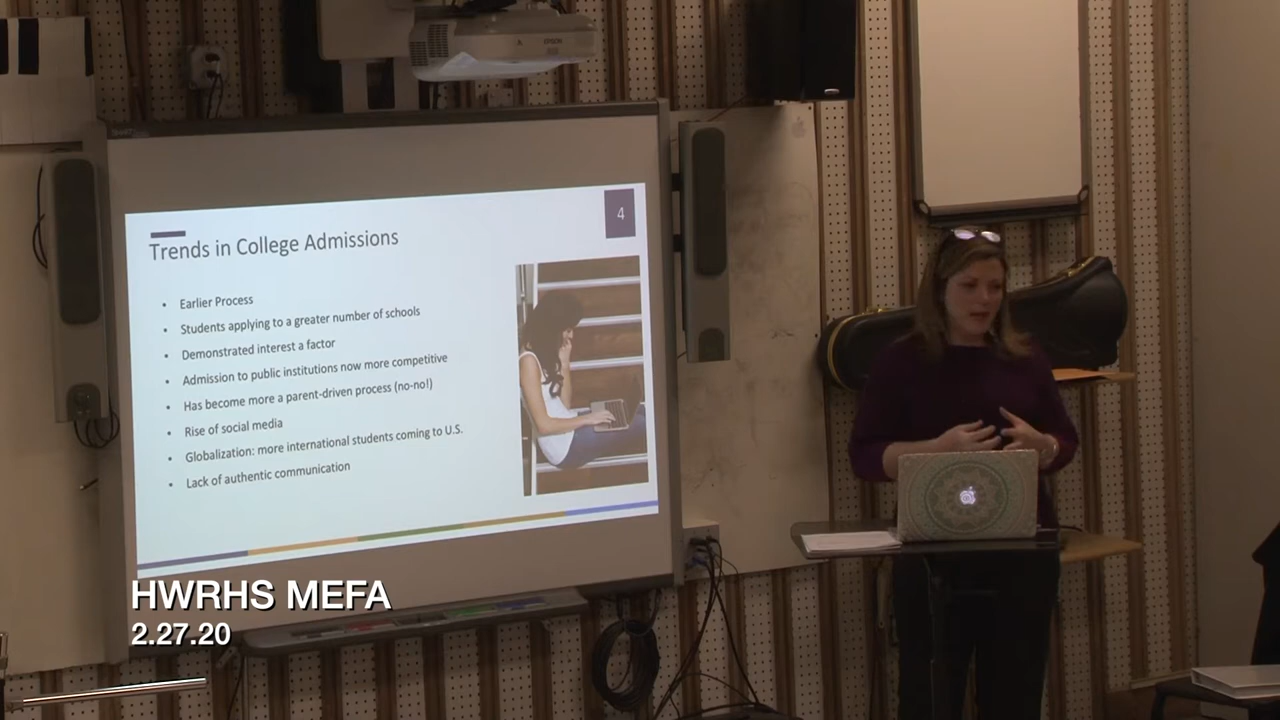 4
Trends in College Admissions
• Earlier Process
• Students applying to a greater number of schools
• Demonstrated interest a factor
• Admission to public institutions now more competitive
• Has become more a parent-driven process (no-no!)
• Rise of social media
• Globalization: more international students coming to U.S.
• Lack of authentic communication
EPSON
HWRHS MEFA
2.27.20